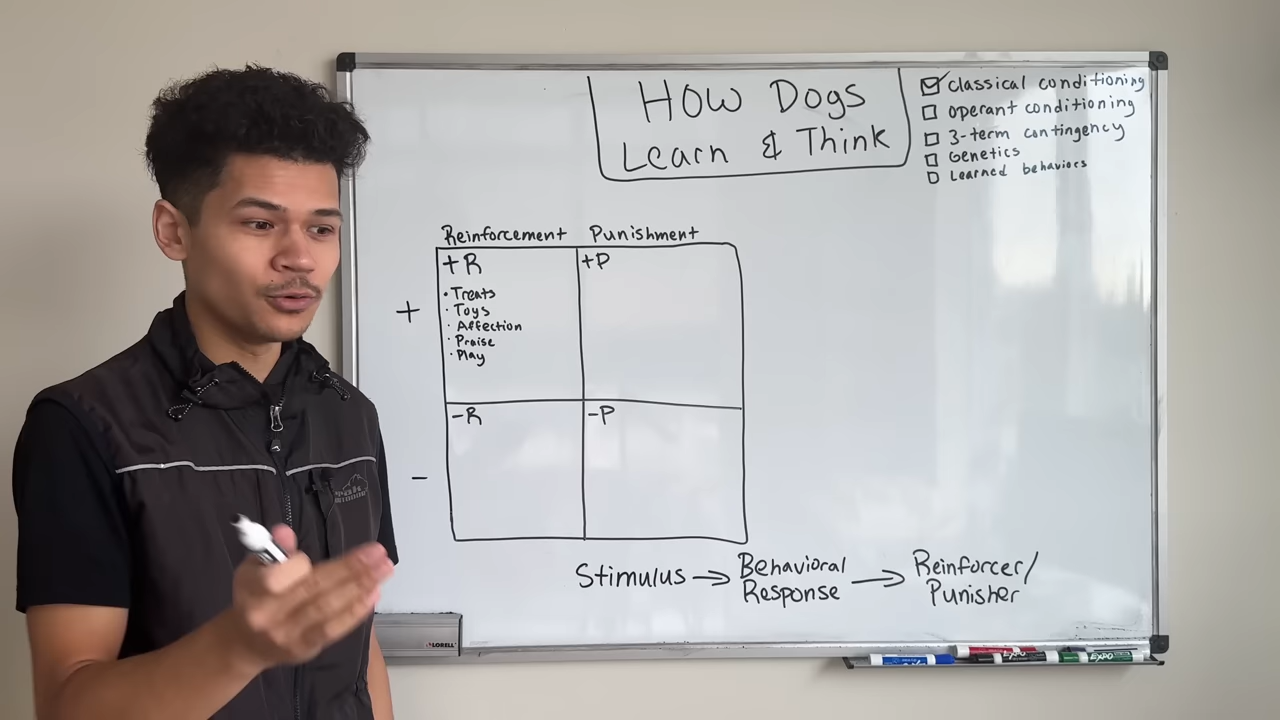 How Dogs
Learn & Think
classical conditioning
operant conditioning
3-term contingency
Genetics
Learned behaviors
Reinforcement
Punishment
+
+R
• Treats
• Toys
• Affection
• Praise
• Play
+P
-
-R
-P
Stimulus → Behavioral Response → Reinforcer/Punisher
LORELL
EXPO
EXPO